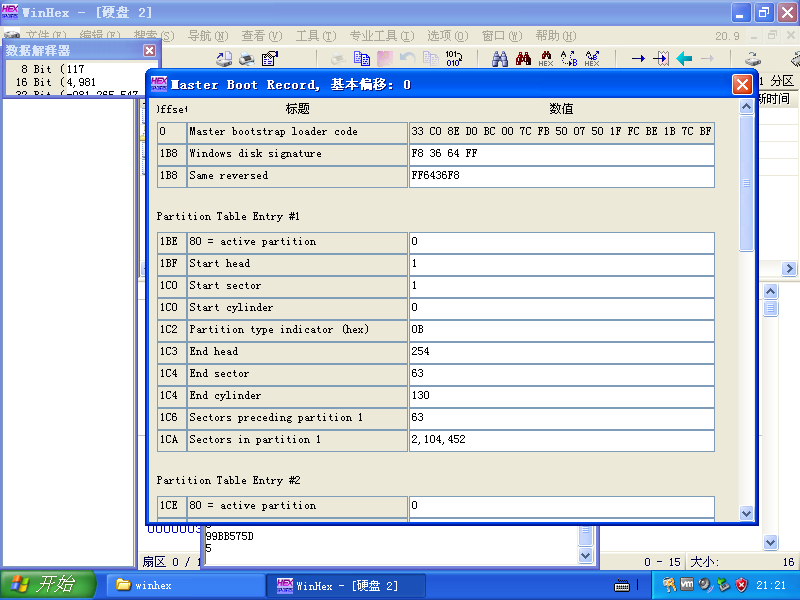 WinHex - [硬盘 2]
文件(F) 编辑(E) 搜索(S) 导航(N) 查看(V) 工具(T) 专业工具(I) 选项(O) 窗口(W) 帮助(H) 20.9
数据解释器
8 Bit (117
16 Bit (4,981
1 分区
新时间
Master Boot Record, 基本偏移: 0
标题 数值
0 Master bootstrap loader code 33 C0 8E D0 BC 00 7C FB 50 07 50 1F FC BE 1B 7C BF
1B8 Windows disk signature F8 36 64 FF
1B8 Same reversed FF6436F8
Partition Table Entry #1
1BE 80 = active partition 0
1BF Start head 1
1C0 Start sector 1
1C0 Start cylinder 0
1C2 Partition type indicator (hex) 0B
1C3 End head 254
1C4 End sector 63
1C4 End cylinder 130
1C6 Sectors preceding partition 1 63
1CA Sectors in partition 1 2,104,452
Partition Table Entry #2
1CE 80 = active partition 0
99BB575D
5
扇区 0 / 1
0 - 15 大小: 16
开始 winhex WinHex - [硬盘 2] 21:21